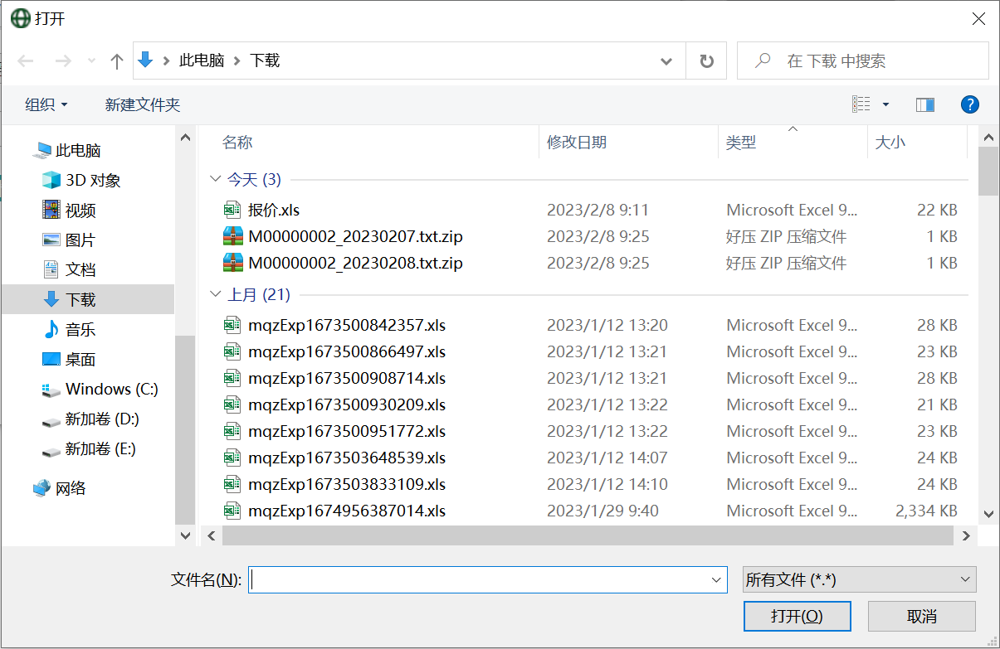 打开
此电脑 下载
在 下载 中搜索
组织 新建文件夹
此电脑
3D 对象
视频
图片
文档
下载
音乐
桌面
Windows (C:)
新加卷 (D:)
新加卷 (E:)
网络
名称 修改日期 类型 大小
今天 (3)
报价.xls 2023/2/8 9:11 Microsoft Excel 9... 22 KB
M00000002_20230207.txt.zip 2023/2/8 9:25 好压 ZIP 压缩文件 1 KB
M00000002_20230208.txt.zip 2023/2/8 9:25 好压 ZIP 压缩文件 1 KB
上月 (21)
mqzExp1673500842357.xls 2023/1/12 13:20 Microsoft Excel 9... 28 KB
mqzExp1673500866497.xls 2023/1/12 13:21 Microsoft Excel 9... 23 KB
mqzExp1673500908714.xls 2023/1/12 13:21 Microsoft Excel 9... 28 KB
mqzExp1673500930209.xls 2023/1/12 13:22 Microsoft Excel 9... 21 KB
mqzExp1673500951772.xls 2023/1/12 13:22 Microsoft Excel 9... 23 KB
mqzExp1673503648539.xls 2023/1/12 14:07 Microsoft Excel 9... 24 KB
mqzExp1673503833109.xls 2023/1/12 14:10 Microsoft Excel 9... 24 KB
mqzExp1674956387014.xls 2023/1/29 9:40 Microsoft Excel 9... 2,334 KB
文件名(N): 所有文件 (*.*)
打开(O) 取消